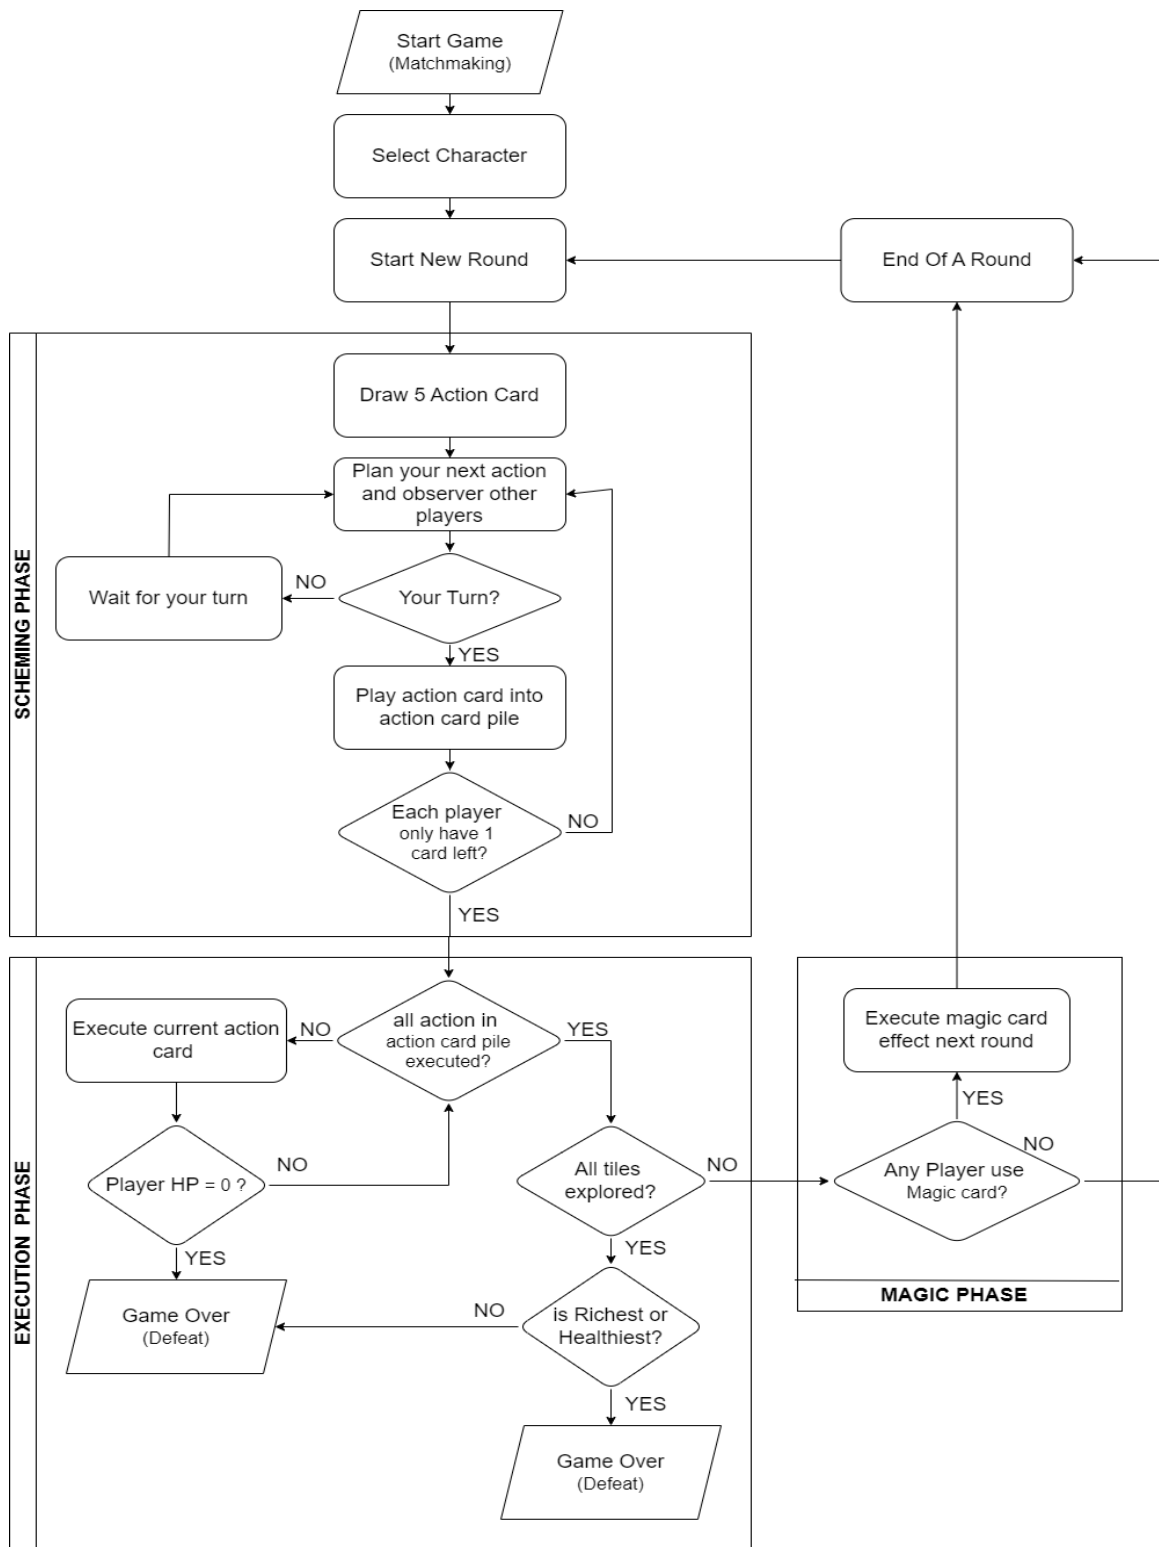 Start Game
(Matchmaking)
Select Character
Start New Round
End Of A Round
SCHEMING PHASE
Draw 5 Action Card
Plan your next action
and observer other
players
Wait for your turn
NO
Your Turn?
YES
Play action card into
action card pile
Each player
only have 1
card left?
NO
YES
EXECUTION PHASE
Execute current action
card
NO
all action in
action card pile
executed?
YES
Player HP = 0 ?
NO
YES
Game Over
(Defeat)
All tiles
explored?
NO
YES
is Richest or
Healthiest?
NO
YES
Game Over
(Defeat)
Execute magic card
effect next round
YES
NO
Any Player use
Magic card?
MAGIC PHASE